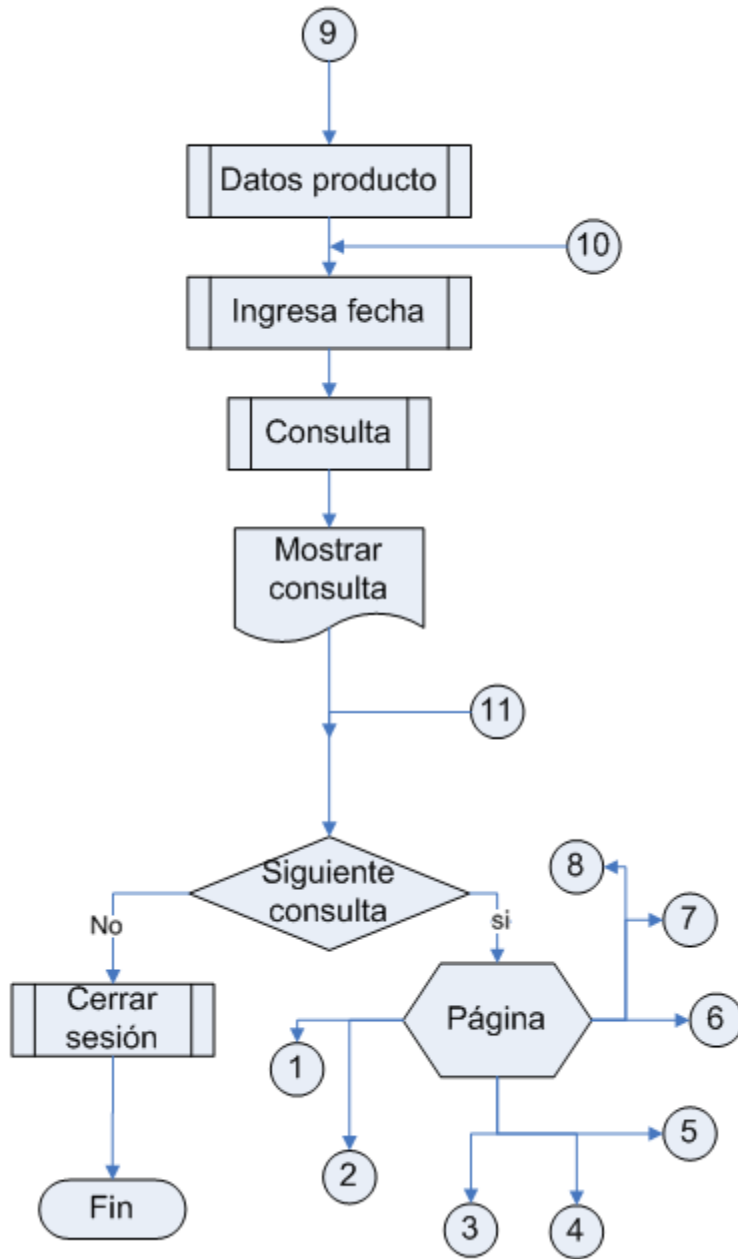 9
Datos producto
10
Ingresa fecha
Consulta
Mostrar
consulta
11
Siguiente
consulta
No
si
8
7
Cerrar
sesión
Página
6
1
2
5
3
4
Fin